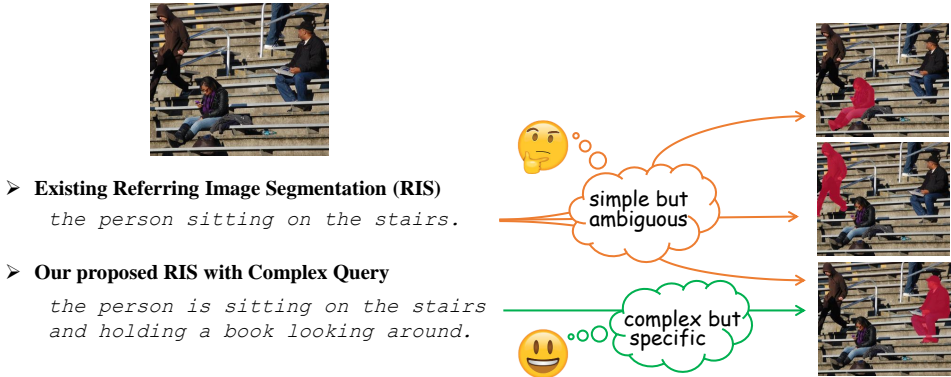 ➢ Existing Referring Image Segmentation (RIS)
the person sitting on the stairs.
➢ Our proposed RIS with Complex Query
the person is sitting on the stairs
and holding a book looking around.
simple but
ambiguous
complex but
specific